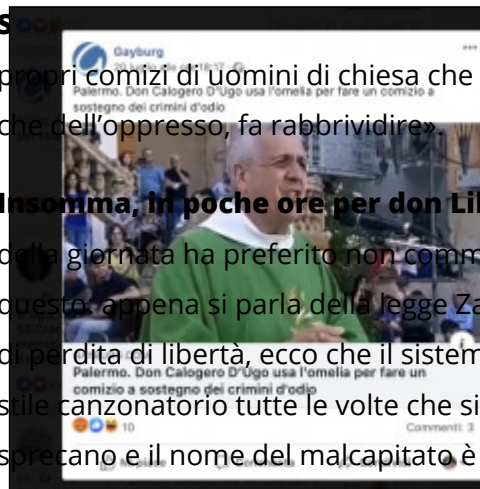 S
Gayburg
propri comizi di uomini di chiesa che
Palermo. Don Calogero D'Ugo usa l'omelia per fare un comizio a
sostegno dei crimini d'odio
che dell'oppresso, fa rabbrividire».
Insomma, in poche ore per don Lil
della giornata ha preferito non comm
questo: appena si parla della legge Za
di perdita di libertà, ecco che il sistem
Palermo. Don Calogero D'Ugo usa l'omelia per fare un
comizio a sostegno dei crimini d'odio
stile canzonatorio tutte le volte che si
10
Commenti: 3
sprecano e il nome del malcapitato è